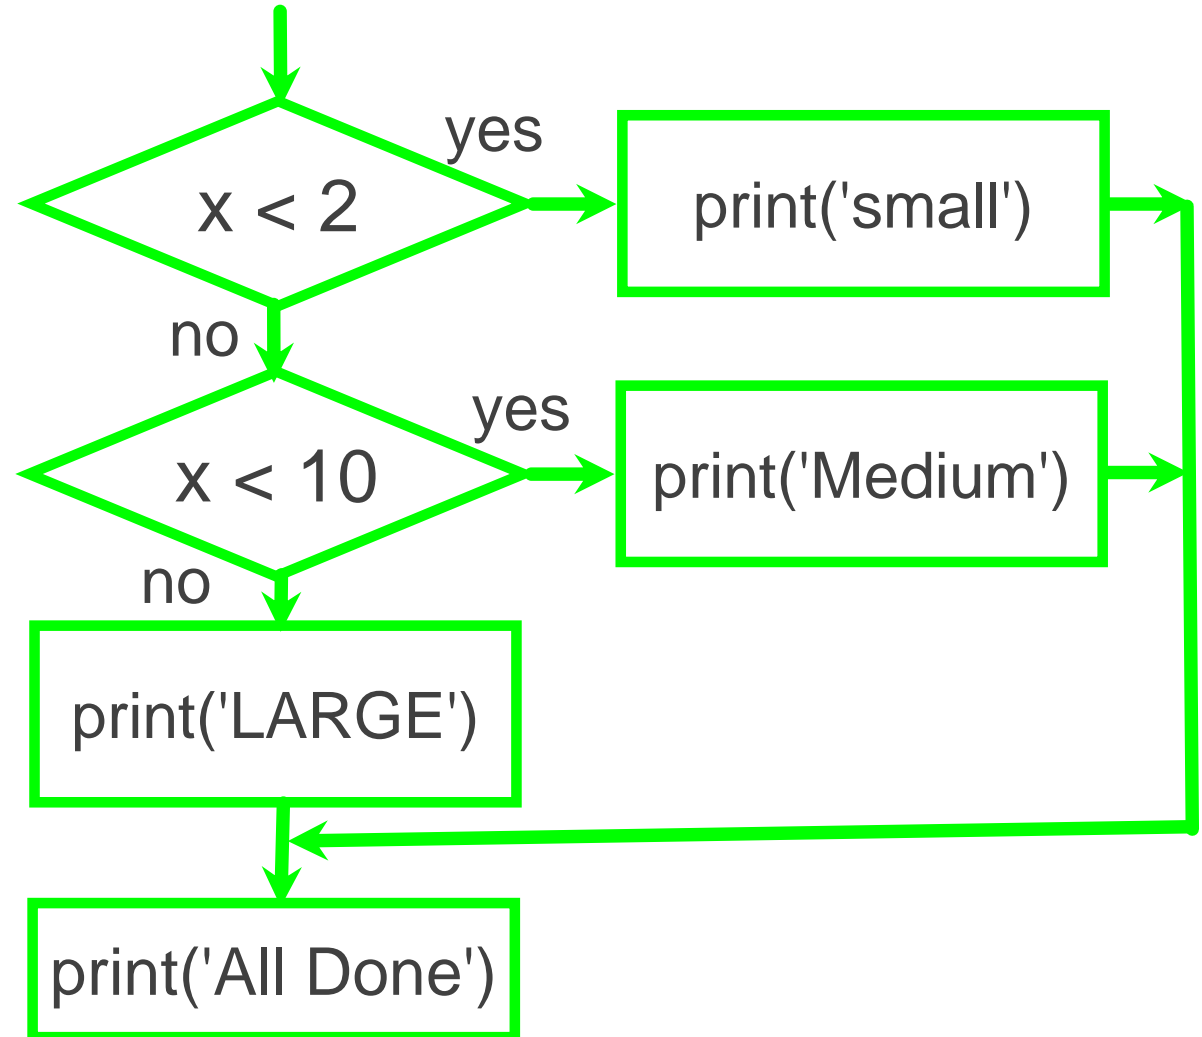 yes
x < 2
print('small')
no
yes
x < 10
print('Medium')
no
print('LARGE')
print('All Done')